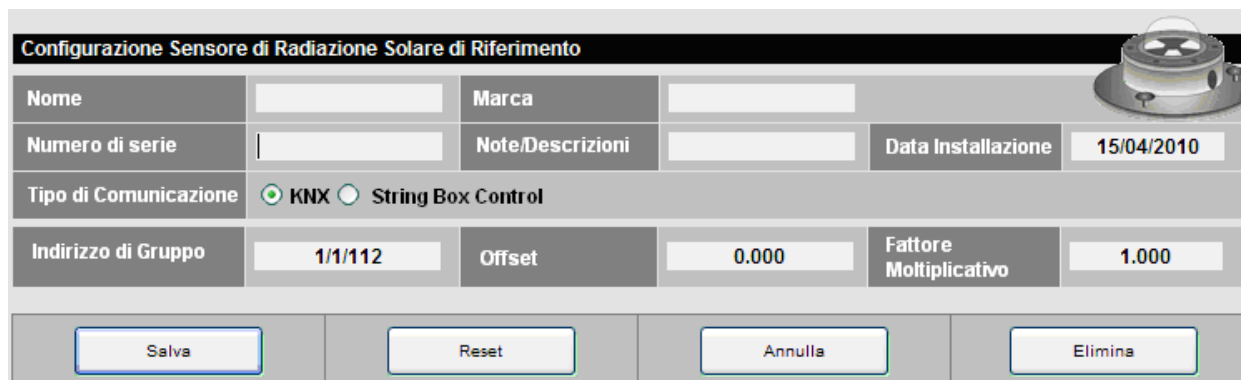 Configurazione Sensore di Radiazione Solare di Riferimento
Nome
Marca
Numero di serie
Note/Descrizioni
Data Installazione
15/04/2010
Tipo di Comunicazione
KNX
String Box Control
Indirizzo di Gruppo
1/1/112
Offset
0.000
Fattore
Moltiplicativo
1.000
Salva
Reset
Annulla
Elimina